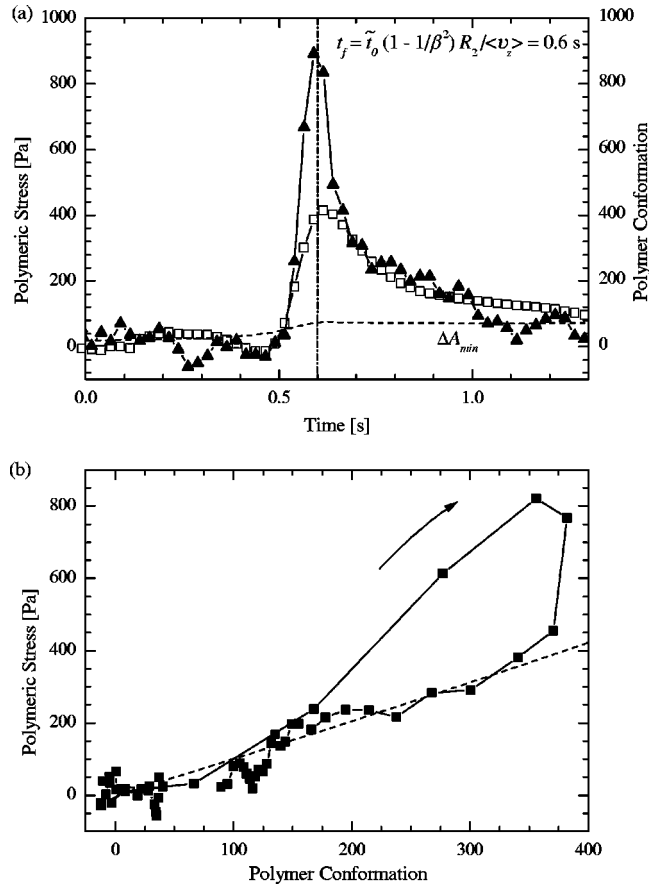 (a)
1000
800
600
400
200
0
Polymeric Stress [Pa]
t_f = t̃_0 (1 - 1/β²) R_2/<v_z> = 0.6 s
ΔA_min
1000
800
600
400
200
0
Polymer Conformation
0.0 0.5 1.0
Time [s]
(b)
800
600
400
200
0
Polymeric Stress [Pa]
0 100 200 300 400
Polymer Conformation